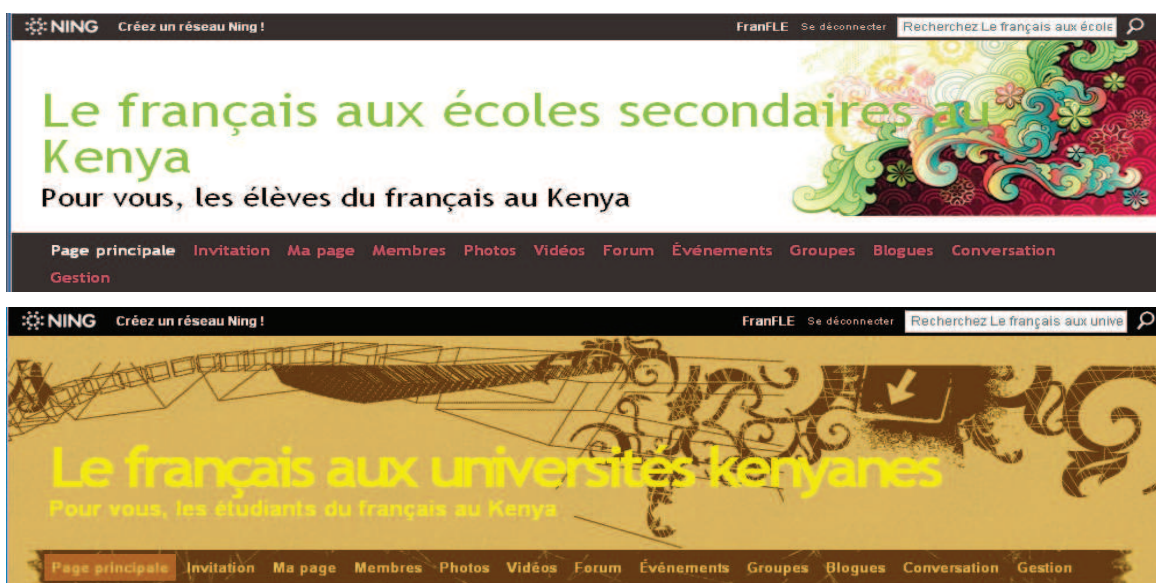 NING Créez un réseau Ning ! FranFLE Se déconnecter Recherchez Le français aux école
Le français aux écoles secondaires au
Kenya
Pour vous, les élèves du français au Kenya
Page principale Invitation Ma page Membres Photos Vidéos Forum Événements Groupes Blogues Conversation
Gestion
NING Créez un réseau Ning ! FranFLE Se déconnecter Recherchez Le français aux unive
Le français aux universités kenyanes
Pour vous, les étudiants du français au Kenya
Page principale Invitation Ma page Membres Photos Vidéos Forum Événements Groupes Blogues Conversation Gestion